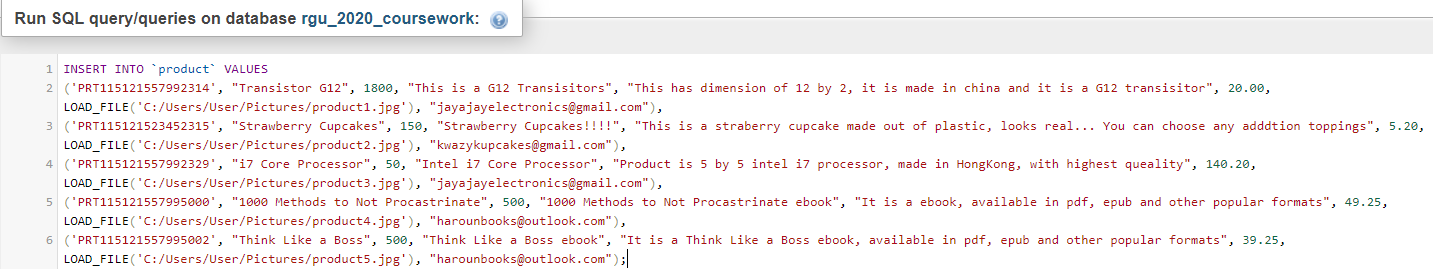 Run SQL query/queries on database rgu_2020_coursework:
1 INSERT INTO `product` VALUES
2 ('PRT115121557992314', "Transistor G12", 1800, "This is a G12 Transisitors", "This has dimension of 12 by 2, it is made in china and it is a G12 transisitor", 20.00,
LOAD_FILE('C:/Users/User/Pictures/product1.jpg'), "jayajayelectronics@gmail.com"),
3 ('PRT115121523452315', "Strawberry Cupcakes", 150, "Strawberry Cupcakes!!!!", "This is a straberry cupcake made out of plastic, looks real... You can choose any adddtion toppings", 5.20,
LOAD_FILE('C:/Users/User/Pictures/product2.jpg'), "kwazykupcakes@gmail.com"),
4 ('PRT115121557992329', "i7 Core Processor", 50, "Intel i7 Core Processor", "Product is 5 by 5 intel i7 processor, made in HongKong, with highest queality", 140.20,
LOAD_FILE('C:/Users/User/Pictures/product3.jpg'), "jayajayelectronics@gmail.com"),
5 ('PRT115121557995000', "1000 Methods to Not Procastrinate", 500, "1000 Methods to Not Procastrinate ebook", "It is a ebook, available in pdf, epub and other popular formats", 49.25,
LOAD_FILE('C:/Users/User/Pictures/product4.jpg'), "harounbooks@outlook.com"),
6 ('PRT115121557995002', "Think Like a Boss", 500, "Think Like a Boss ebook", "It is a Think Like a Boss ebook, available in pdf, epub and other popular formats", 39.25,
LOAD_FILE('C:/Users/User/Pictures/product5.jpg'), "harounbooks@outlook.com");